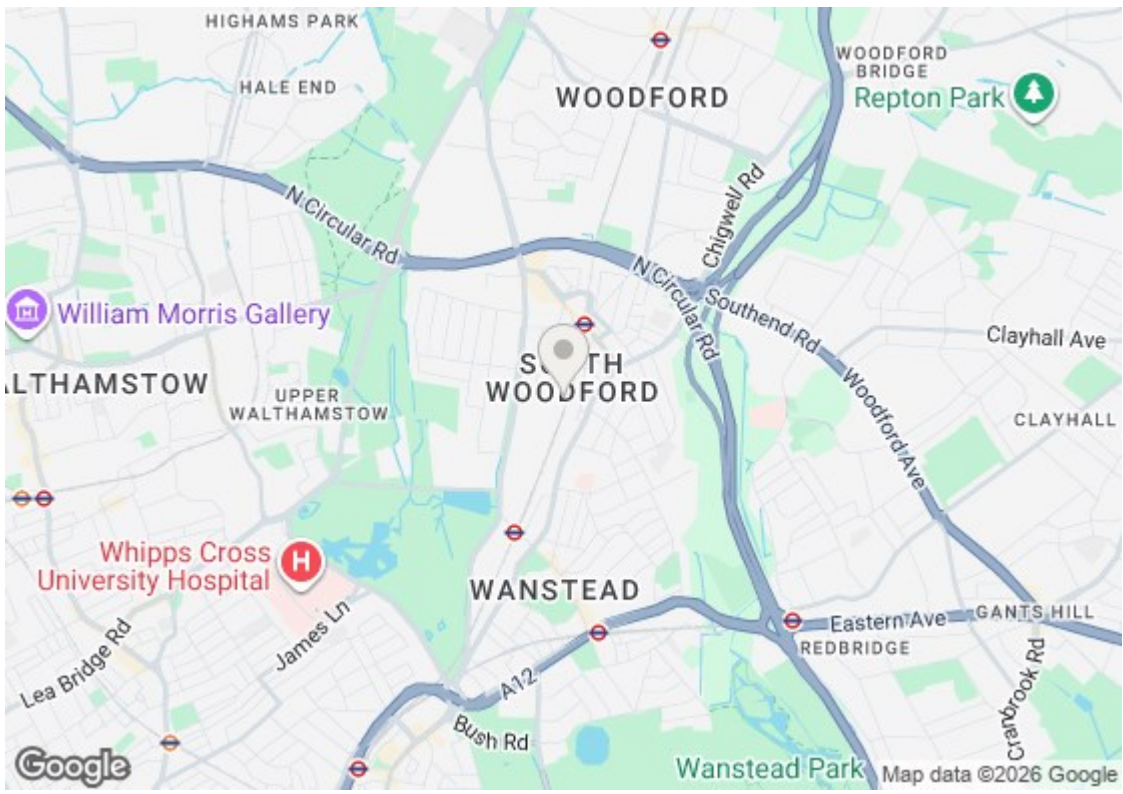 HIGHAMS PARK
HALE END
WOODFORD
WOODFORD
BRIDGE
Repton Park
N Circular Rd
Chigwell Rd
N Circular Rd
Southend Rd
William Morris Gallery
Clayhall Ave
ALTHAMSTOW
UPPER
WALTHAMSTOW
SOUTH
WOODFORD
Woodford Ave
CLAYHALL
Whipps Cross
University Hospital
H
WANSTEAD
James Ln
Lea Bridge Rd
Eastern Ave
GANTS HILL
REDBRIDGE
A12
Bush Rd
Cranbrook Rd
Wanstead Park
Google
Map data ©2026 Google